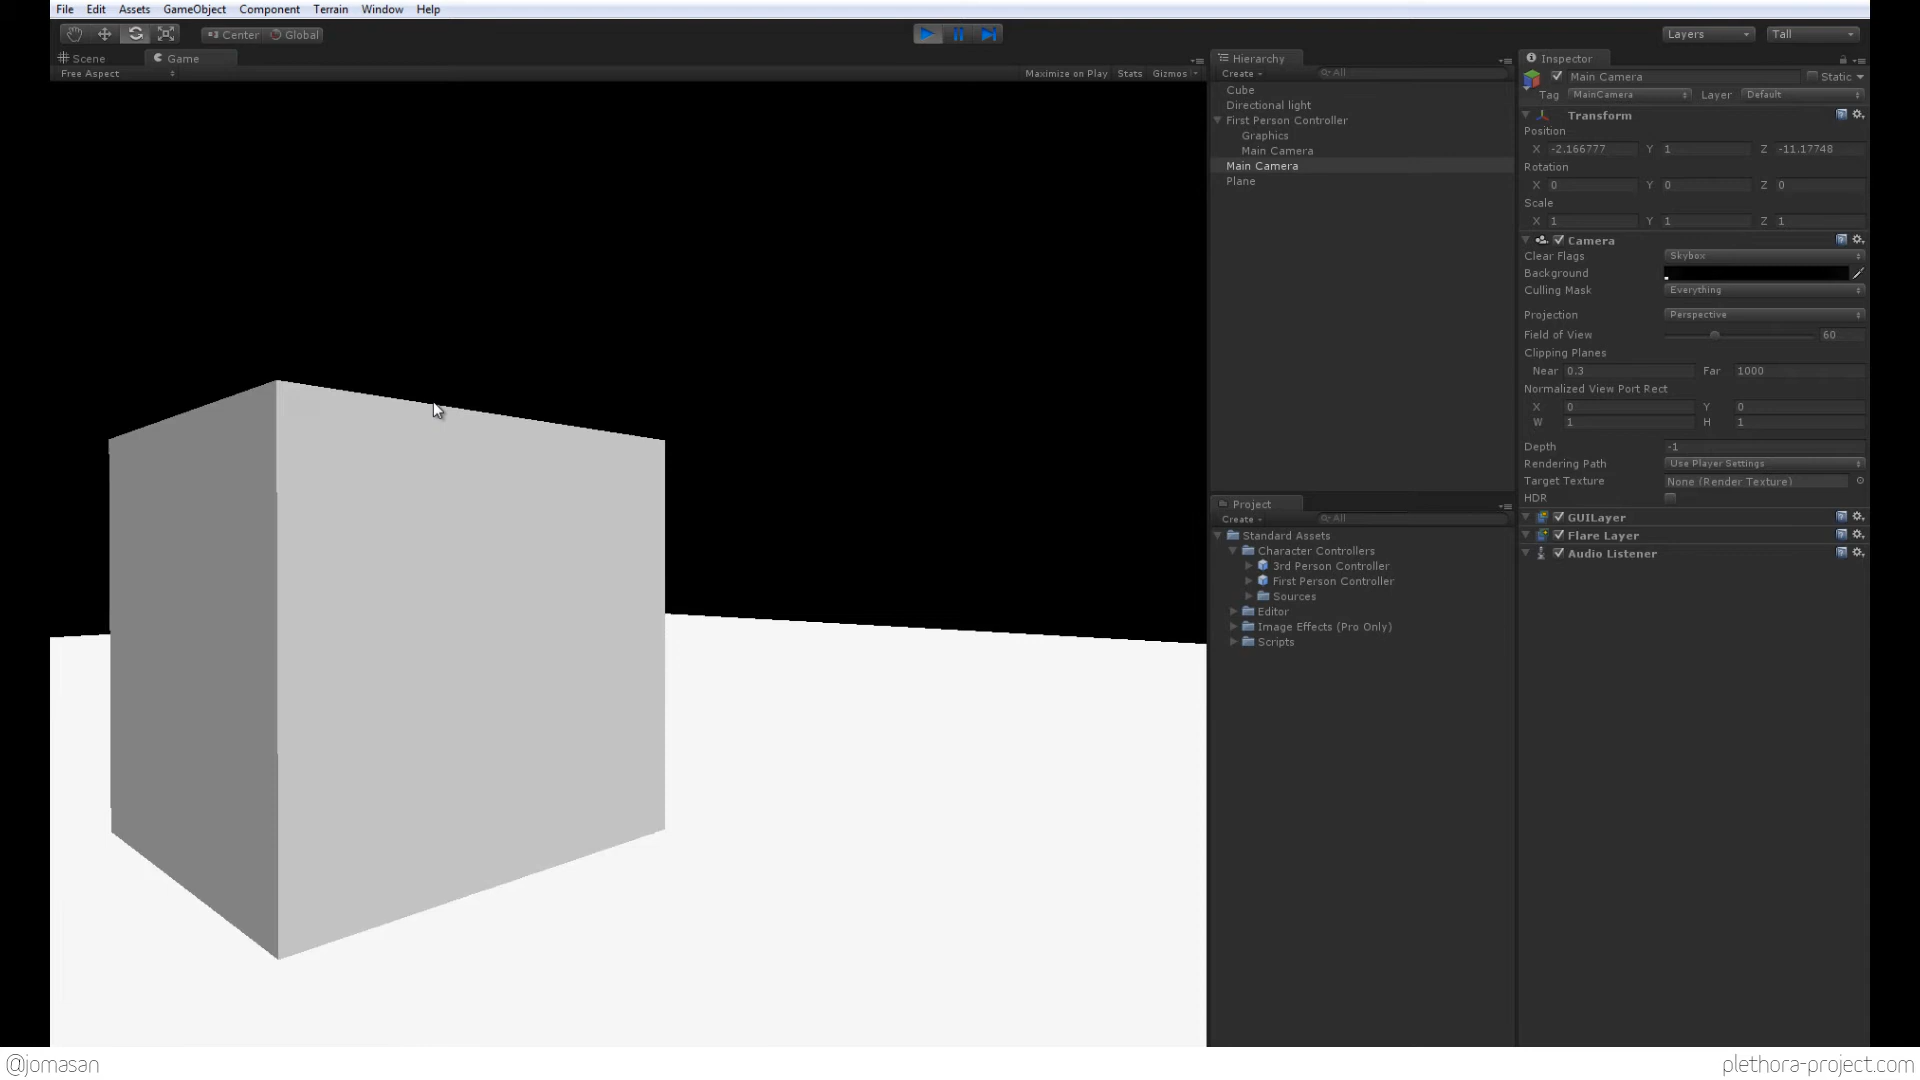 File Edit Assets GameObject Component Terrain Window Help
Center Global Layers Tall
Scene Game
Free Aspect Maximize on Play Stats Gizmos
Hierarchy
Create All
Cube
Directional light
First Person Controller
Graphics
Main Camera
Main Camera
Plane
Project
Create All
Standard Assets
Character Controllers
3rd Person Controller
First Person Controller
Sources
Editor
Image Effects (Pro Only)
Scripts
Inspector
Main Camera Static
Tag MainCamera Layer Default
Transform
Position
X -2.166777 Y 1 Z -11.17748
Rotation
X 0 Y 0 Z 0
Scale
X 1 Y 1 Z 1
Camera
Clear Flags Skybox
Background
Culling Mask Everything
Projection Perspective
Field of View 60
Clipping Planes
Near 0.3 Far 1000
Normalized View Port Rect
X 0 Y 0
W 1 H 1
Depth -1
Rendering Path Use Player Settings
Target Texture None (Render Texture)
HDR
GUILayer
Flare Layer
Audio Listener
@jomasan plethora-project.com